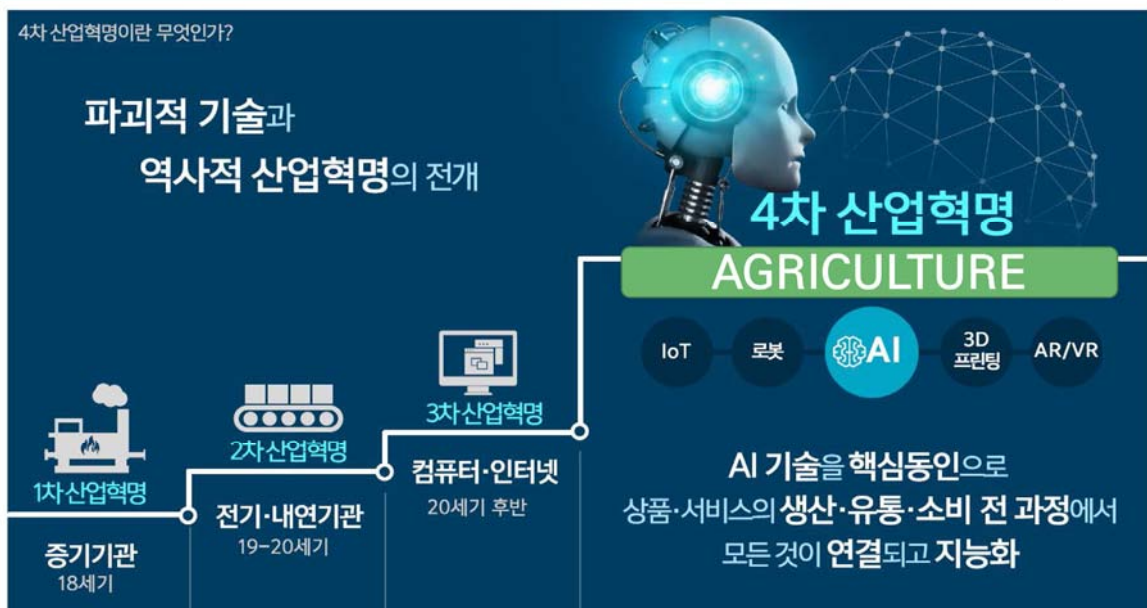 4차 산업혁명이란 무엇인가?
파괴적 기술과
역사적 산업혁명의 전개
4차 산업혁명
AGRICULTURE
IoT
로봇
AI
3D
프린팅
AR/VR
1차산업혁명
증기기관
18세기
2차산업혁명
전기·내연기관
19-20세기
3차산업혁명
컴퓨터·인터넷
20세기 후반
AI 기술을 핵심동인으로
상품·서비스의 생산·유통·소비 전 과정에서
모든 것이 연결되고 지능화